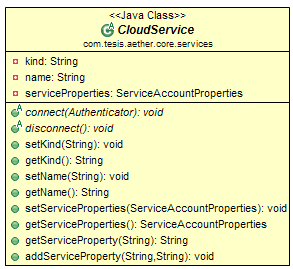 <<Java Class>>
CloudService
com.tesis.aether.core.services
kind: String
name: String
serviceProperties: ServiceAccountProperties
connect(Authenticator): void
disconnect(): void
setKind(String): void
getKind(): String
setName(String): void
getName(): String
setServiceProperties(ServiceAccountProperties): void
getServiceProperties(): ServiceAccountProperties
getServiceProperty(String): String
addServiceProperty(String,String): void